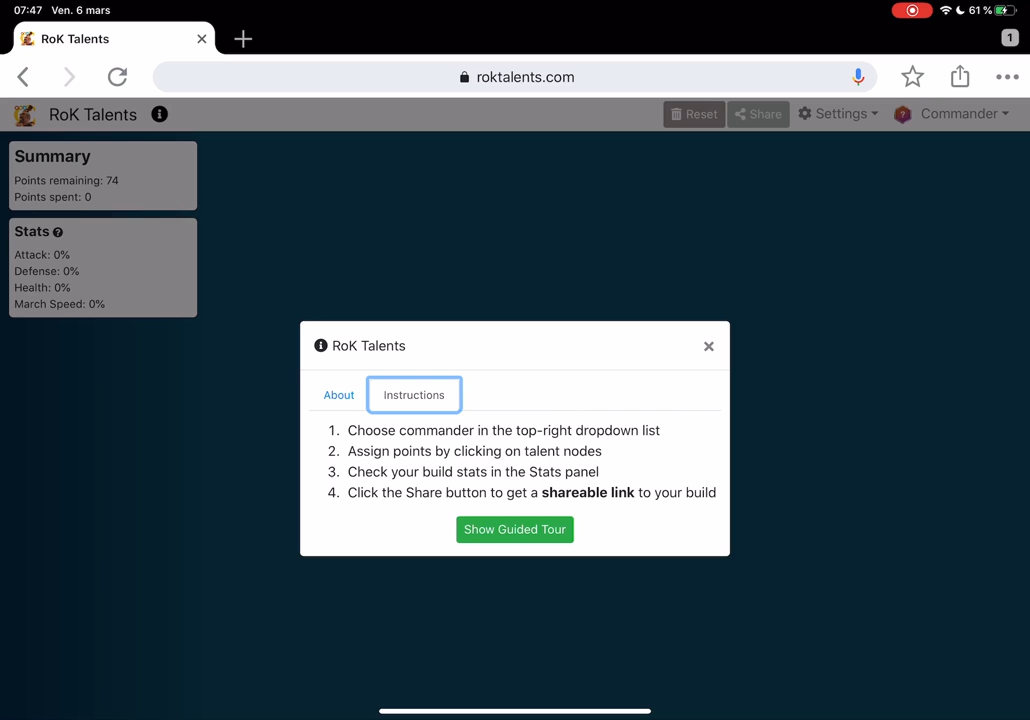 07:47 Ven. 6 mars
61 %
RoK Talents
1
roktalents.com
RoK Talents
Reset
Share
Settings
Commander
Summary
Points remaining: 74
Points spent: 0
Stats
Attack: 0%
Defense: 0%
Health: 0%
March Speed: 0%
RoK Talents
About
Instructions
1. Choose commander in the top-right dropdown list
2. Assign points by clicking on talent nodes
3. Check your build stats in the Stats panel
4. Click the Share button to get a shareable link to your build
Show Guided Tour